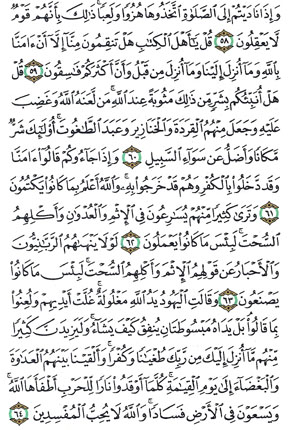 وَإِذَا نَادَيْتُمْ إِلَى ٱلصَّلَوٰةِ ٱتَّخَذُوهَا هُزُوًا وَلَعِبًا ۚ ذَٰلِكَ بِأَنَّهُمْ قَوْمٌ
لَّا يَعْقِلُونَ ٥٨ قُلْ يَٰٓأَهْلَ ٱلْكِتَٰبِ هَلْ تَنقِمُونَ مِنَّآ إِلَّآ أَنْ ءَامَنَّا
بِٱللَّهِ وَمَآ أُنزِلَ إِلَيْنَا وَمَآ أُنزِلَ مِن قَبْلُ وَأَنَّ أَكْثَرَكُمْ فَٰسِقُونَ ٥٩ قُلْ
هَلْ أُنَبِّئُكُم بِشَرٍّ مِّن ذَٰلِكَ مَثُوبَةً عِندَ ٱللَّهِ ۚ مَن لَّعَنَهُ ٱللَّهُ وَغَضِبَ
عَلَيْهِ وَجَعَلَ مِنْهُمُ ٱلْقِرَدَةَ وَٱلْخَنَازِيرَ وَعَبَدَ ٱلطَّٰغُوتَ ۚ أُو۟لَٰٓئِكَ شَرٌّ
مَّكَانًا وَأَضَلُّ عَن سَوَآءِ ٱلسَّبِيلِ ٦٠ وَإِذَا جَآءُوكُمْ قَالُوٓا۟ ءَامَنَّا
وَقَد دَّخَلُوا۟ بِٱلْكُفْرِ وَهُمْ قَدْ خَرَجُوا۟ بِهِۦ ۚ وَٱللَّهُ أَعْلَمُ بِمَا كَانُوا۟ يَكْتُمُونَ
٦١ وَتَرَىٰ كَثِيرًا مِّنْهُمْ يُسَٰرِعُونَ فِى ٱلْإِثْمِ وَٱلْعُدْوَٰنِ وَأَكْلِهِمُ
ٱلسُّحْتَ ۚ لَبِئْسَ مَا كَانُوا۟ يَعْمَلُونَ ٦٢ لَوْلَا يَنْهَىٰهُمُ ٱلرَّبَّٰنِيُّونَ
وَٱلْأَحْبَارُ عَن قَوْلِهِمُ ٱلْإِثْمَ وَأَكْلِهِمُ ٱلسُّحْتَ ۚ لَبِئْسَ مَا كَانُوا۟
يَصْنَعُونَ ٦٣ وَقَالَتِ ٱلْيَهُودُ يَدُ ٱللَّهِ مَغْلُولَةٌ ۚ غُلَّتْ أَيْدِيهِمْ وَلُعِنُوا۟
بِمَا قَالُوا۟ ۘ بَلْ يَدَاهُ مَبْسُوطَتَانِ يُنفِقُ كَيْفَ يَشَآءُ ۚ وَلَيَزِيدَنَّ كَثِيرًا
مِّنْهُم مَّآ أُنزِلَ إِلَيْكَ مِن رَّبِّكَ طُغْيَٰنًا وَكُفْرًا ۚ وَأَلْقَيْنَا بَيْنَهُمُ ٱلْعَدَٰوَةَ
وَٱلْبَغْضَآءَ إِلَىٰ يَوْمِ ٱلْقِيَٰمَةِ ۚ كُلَّمَآ أَوْقَدُوا۟ نَارًا لِّلْحَرْبِ أَطْفَأَهَا ٱللَّهُ ۚ
وَيَسْعَوْنَ فِى ٱلْأَرْضِ فَسَادًا ۚ وَٱللَّهُ لَا يُحِبُّ ٱلْمُفْسِدِينَ ٦٤